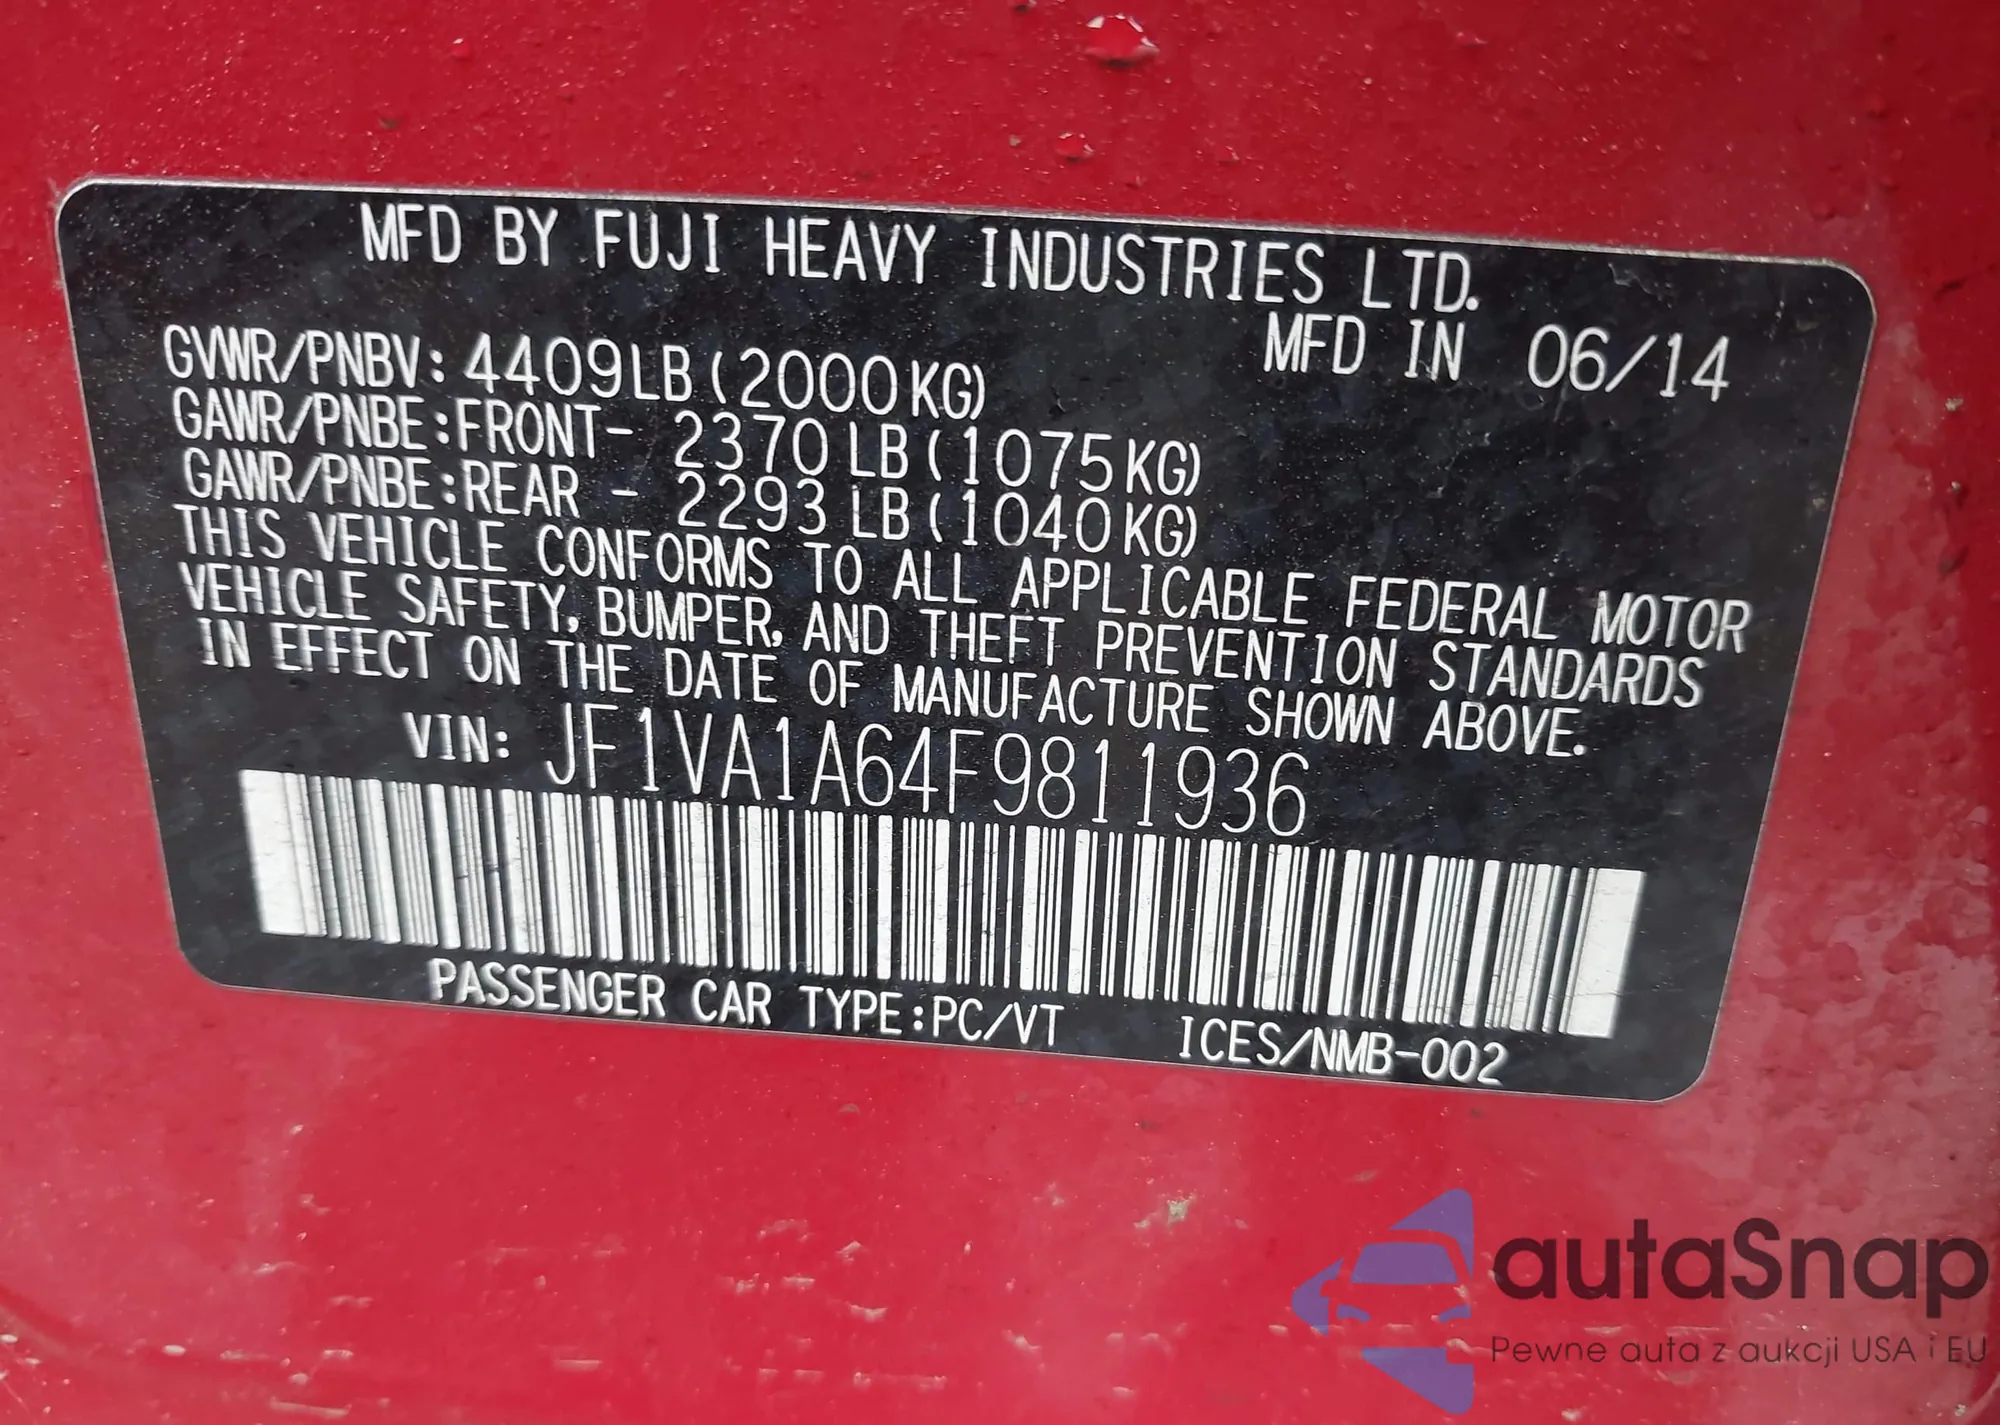 MFD BY FUJI HEAVY INDUSTRIES LTD.
MFD IN 06/14
GVWR/PNBV: 4409LB (2000KG)
GAWR/PNBE:FRONT- 2370LB (1075KG)
GAWR/PNBE:REAR - 2293LB (1040KG)
THIS VEHICLE CONFORMS TO ALL APPLICABLE FEDERAL MOTOR
VEHICLE SAFETY, BUMPER, AND THEFT PREVENTION STANDARDS
IN EFFECT ON THE DATE OF MANUFACTURE SHOWN ABOVE.
VIN: JF1VA1A64F9811936
PASSENGER CAR TYPE:PC/VT ICES/NMB-002
autaSnap
Pewne auta z aukcji USA i EU